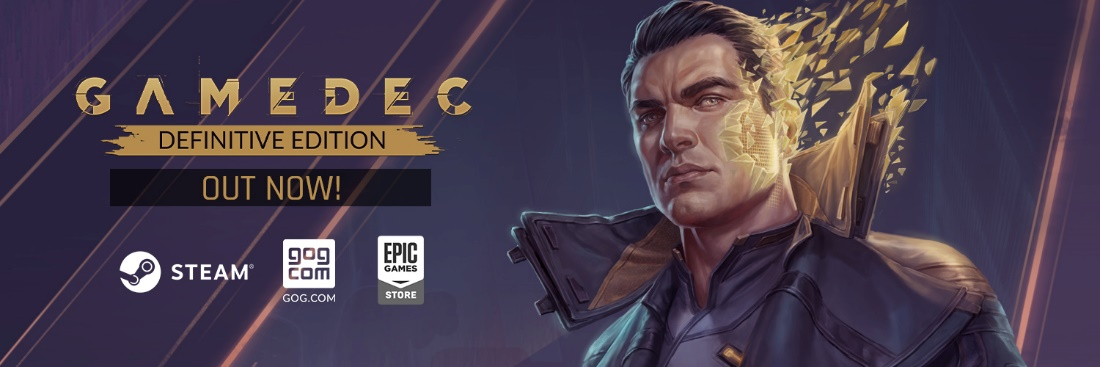 GAMEDEC
DEFINITIVE EDITION
OUT NOW!
STEAM®
gog
com
GOG.COM
EPIC
GAMES
STORE